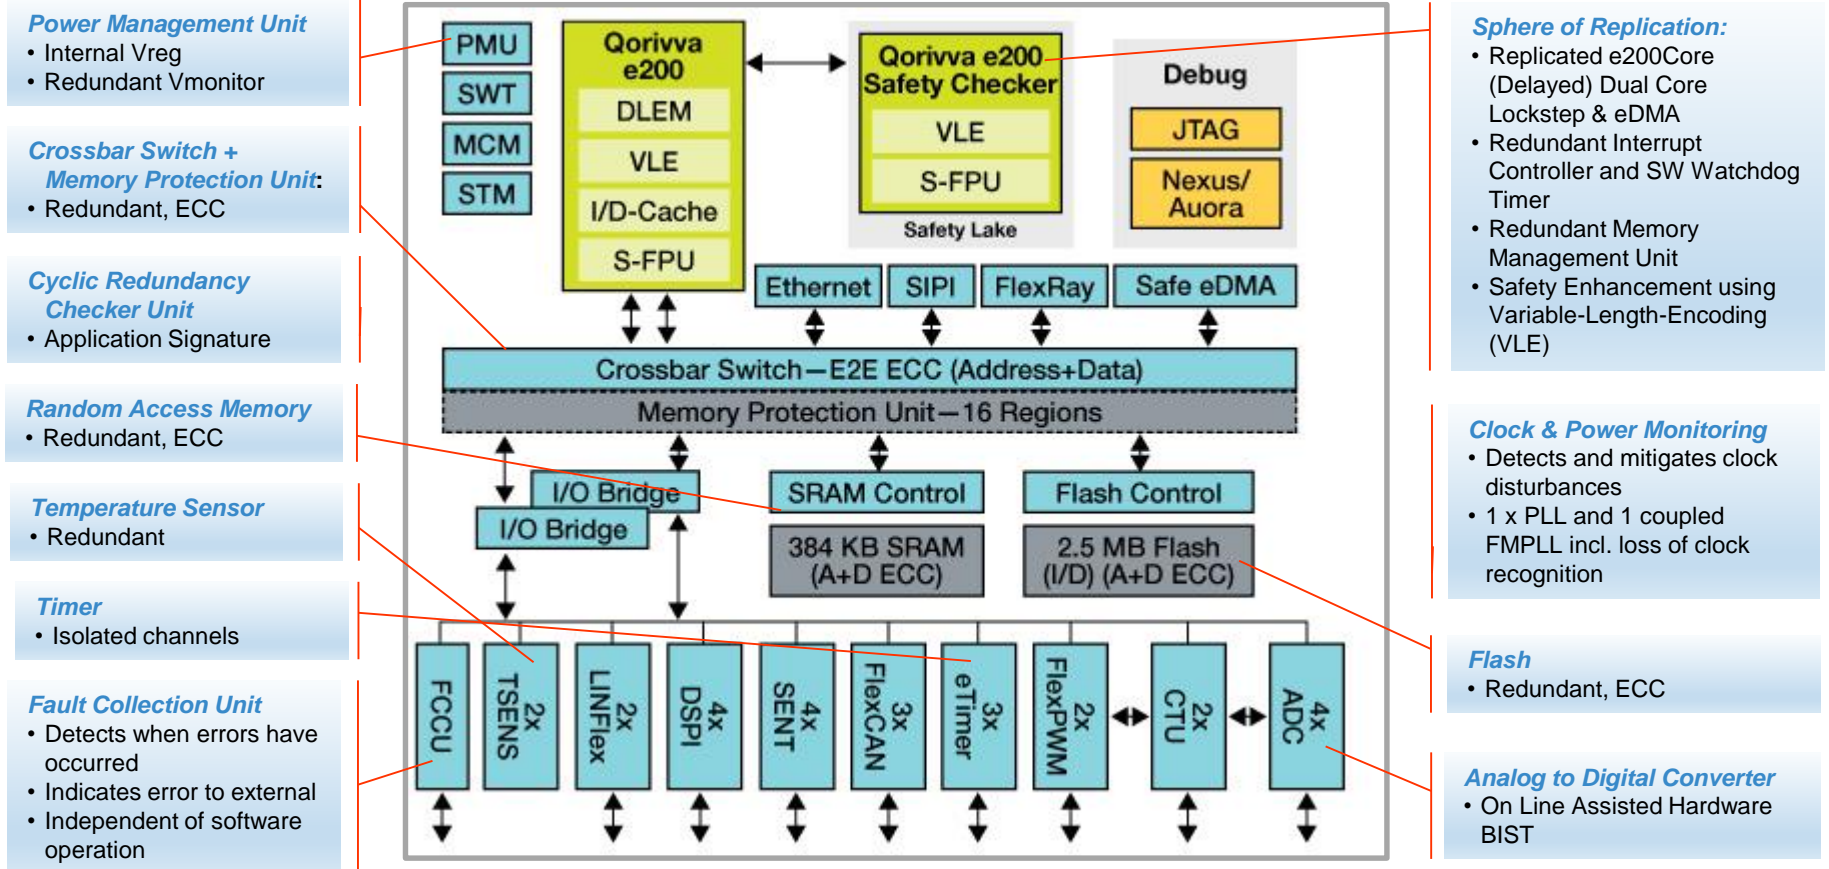 Power Management Unit
• Internal Vreg
• Redundant Vmonitor
Crossbar Switch +
Memory Protection Unit:
• Redundant, ECC
Cyclic Redundancy
Checker Unit
• Application Signature
Random Access Memory
• Redundant, ECC
Temperature Sensor
• Redundant
Timer
• Isolated channels
Fault Collection Unit
• Detects when errors have
occurred
• Indicates error to external
• Independent of software
operation
PMU
SWT
MCM
STM
Qorivva
e200
DLEM
VLE
I/D-Cache
S-FPU
Qorivva e200
Safety Checker
VLE
S-FPU
Safety Lake
Debug
JTAG
Nexus/
Auora
Ethernet
SIPI
FlexRay
Safe eDMA
Crossbar Switch—E2E ECC (Address+Data)
Memory Protection Unit—16 Regions
I/O Bridge
I/O Bridge
SRAM Control
Flash Control
384 KB SRAM
(A+D ECC)
2.5 MB Flash
(I/D) (A+D ECC)
FCCU
2x
TSENS
2x
LINFlex
4x
DSPI
4x
SENT
3x
FlexCAN
3x
eTimer
2x
FlexPWM
2x
CTU
4x
ADC
Sphere of Replication:
• Replicated e200Core
(Delayed) Dual Core
Lockstep & eDMA
• Redundant Interrupt
Controller and SW Watchdog
Timer
• Redundant Memory
Management Unit
• Safety Enhancement using
Variable-Length-Encoding
(VLE)
Clock & Power Monitoring
• Detects and mitigates clock
disturbances
• 1 x PLL and 1 coupled
FMPLL incl. loss of clock
recognition
Flash
• Redundant, ECC
Analog to Digital Converter
• On Line Assisted Hardware
BIST